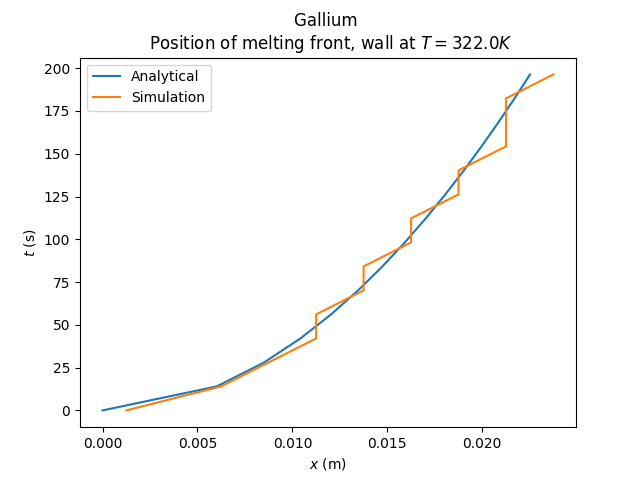 Gallium
Position of melting front, wall at T = 322.0K
Analytical
Simulation
200
175
150
125
100
75
50
25
0
t (s)
0.000 0.005 0.010 0.015 0.020
x (m)